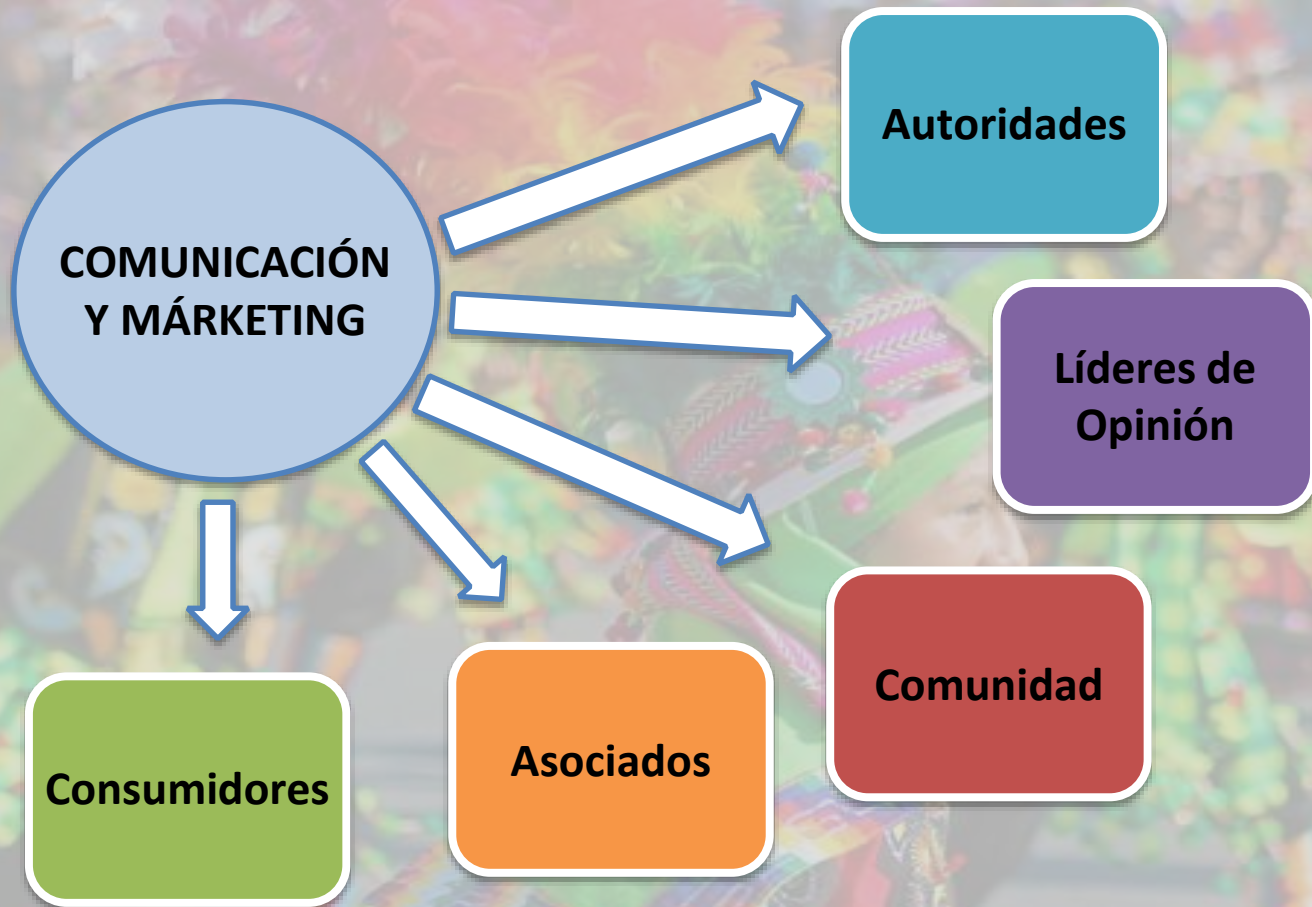 COMUNICACIÓN
Y MÁRKETING
Autoridades
Líderes de
Opinión
Comunidad
Asociados
Consumidores